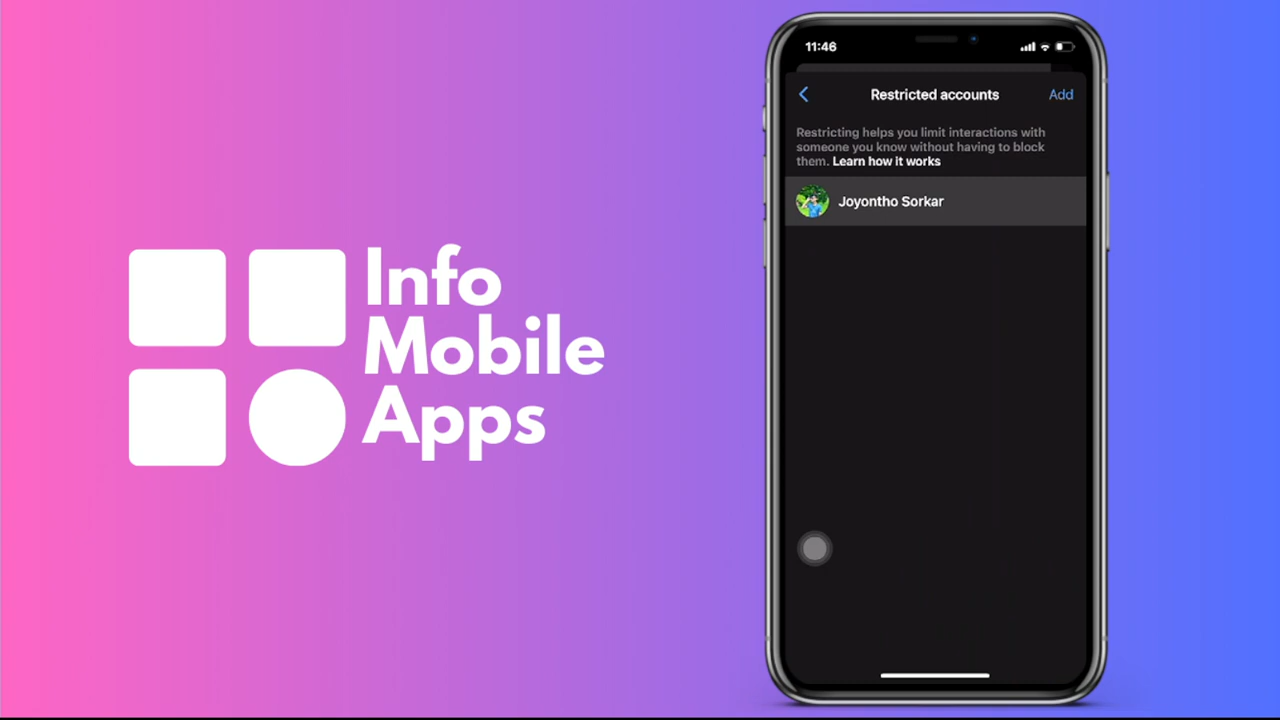 Info
Mobile
Apps
11:46
Restricted accounts
Add
Restricting helps you limit interactions with
someone you know without having to block
them. Learn how it works
Joyontho Sorkar